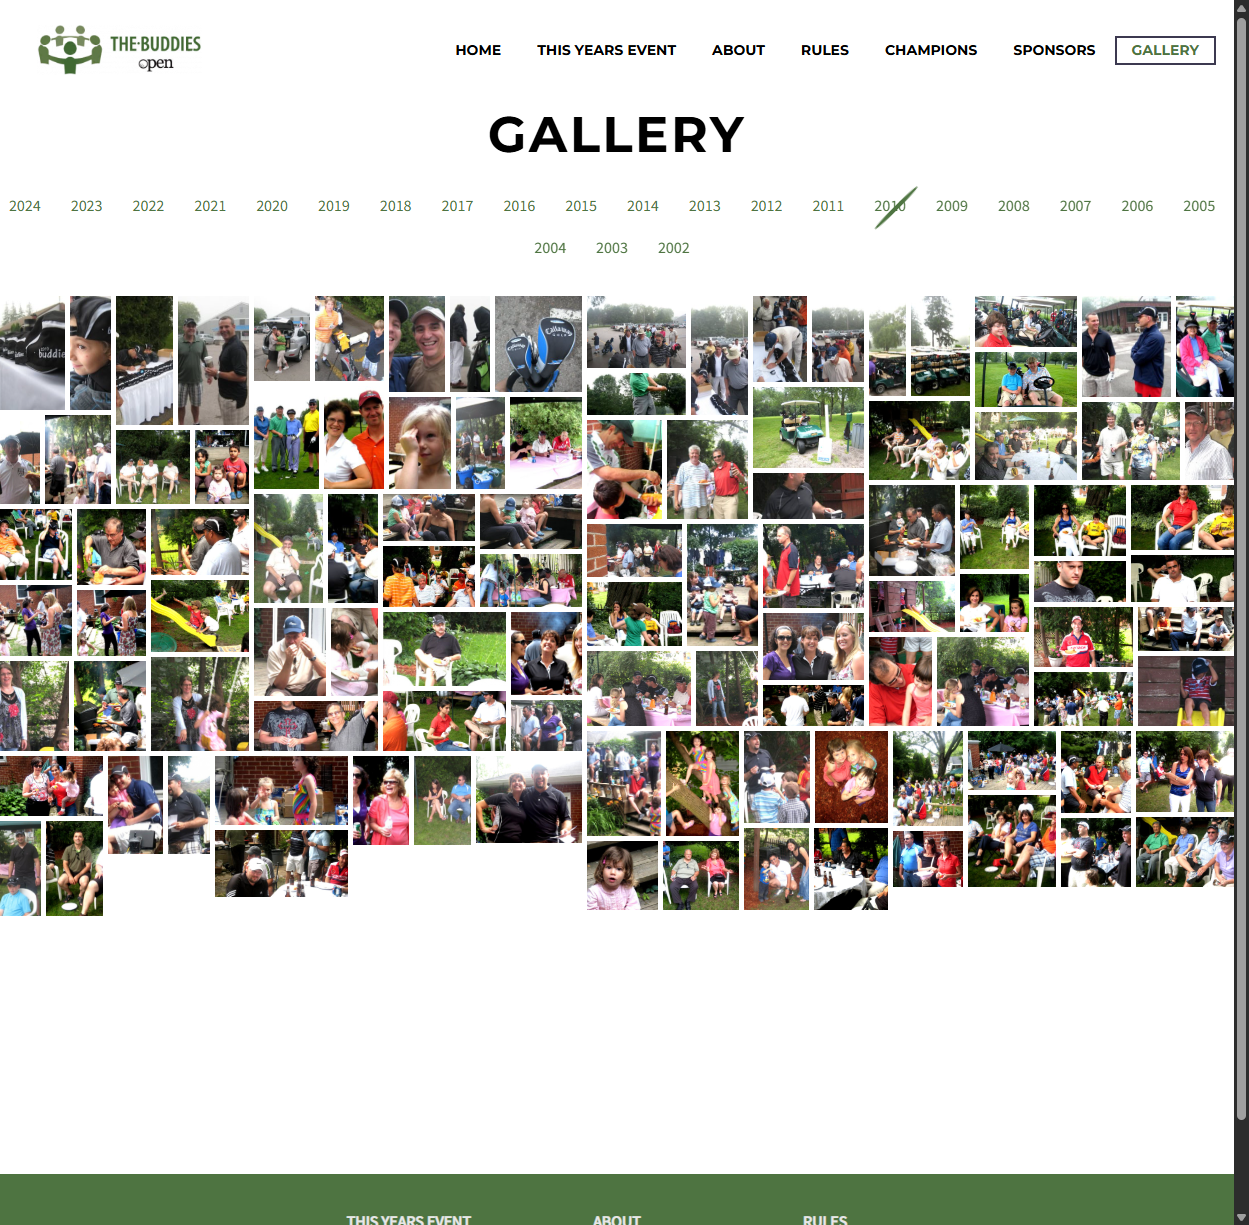 THE·BUDDIES
open
HOME THIS YEARS EVENT ABOUT RULES CHAMPIONS SPONSORS GALLERY
GALLERY
2024 2023 2022 2021 2020 2019 2018 2017 2016 2015 2014 2013 2012 2011 2010 2009 2008 2007 2006 2005
2004 2003 2002
buddie
Callaway
THIS YEARS EVENT ABOUT RULES